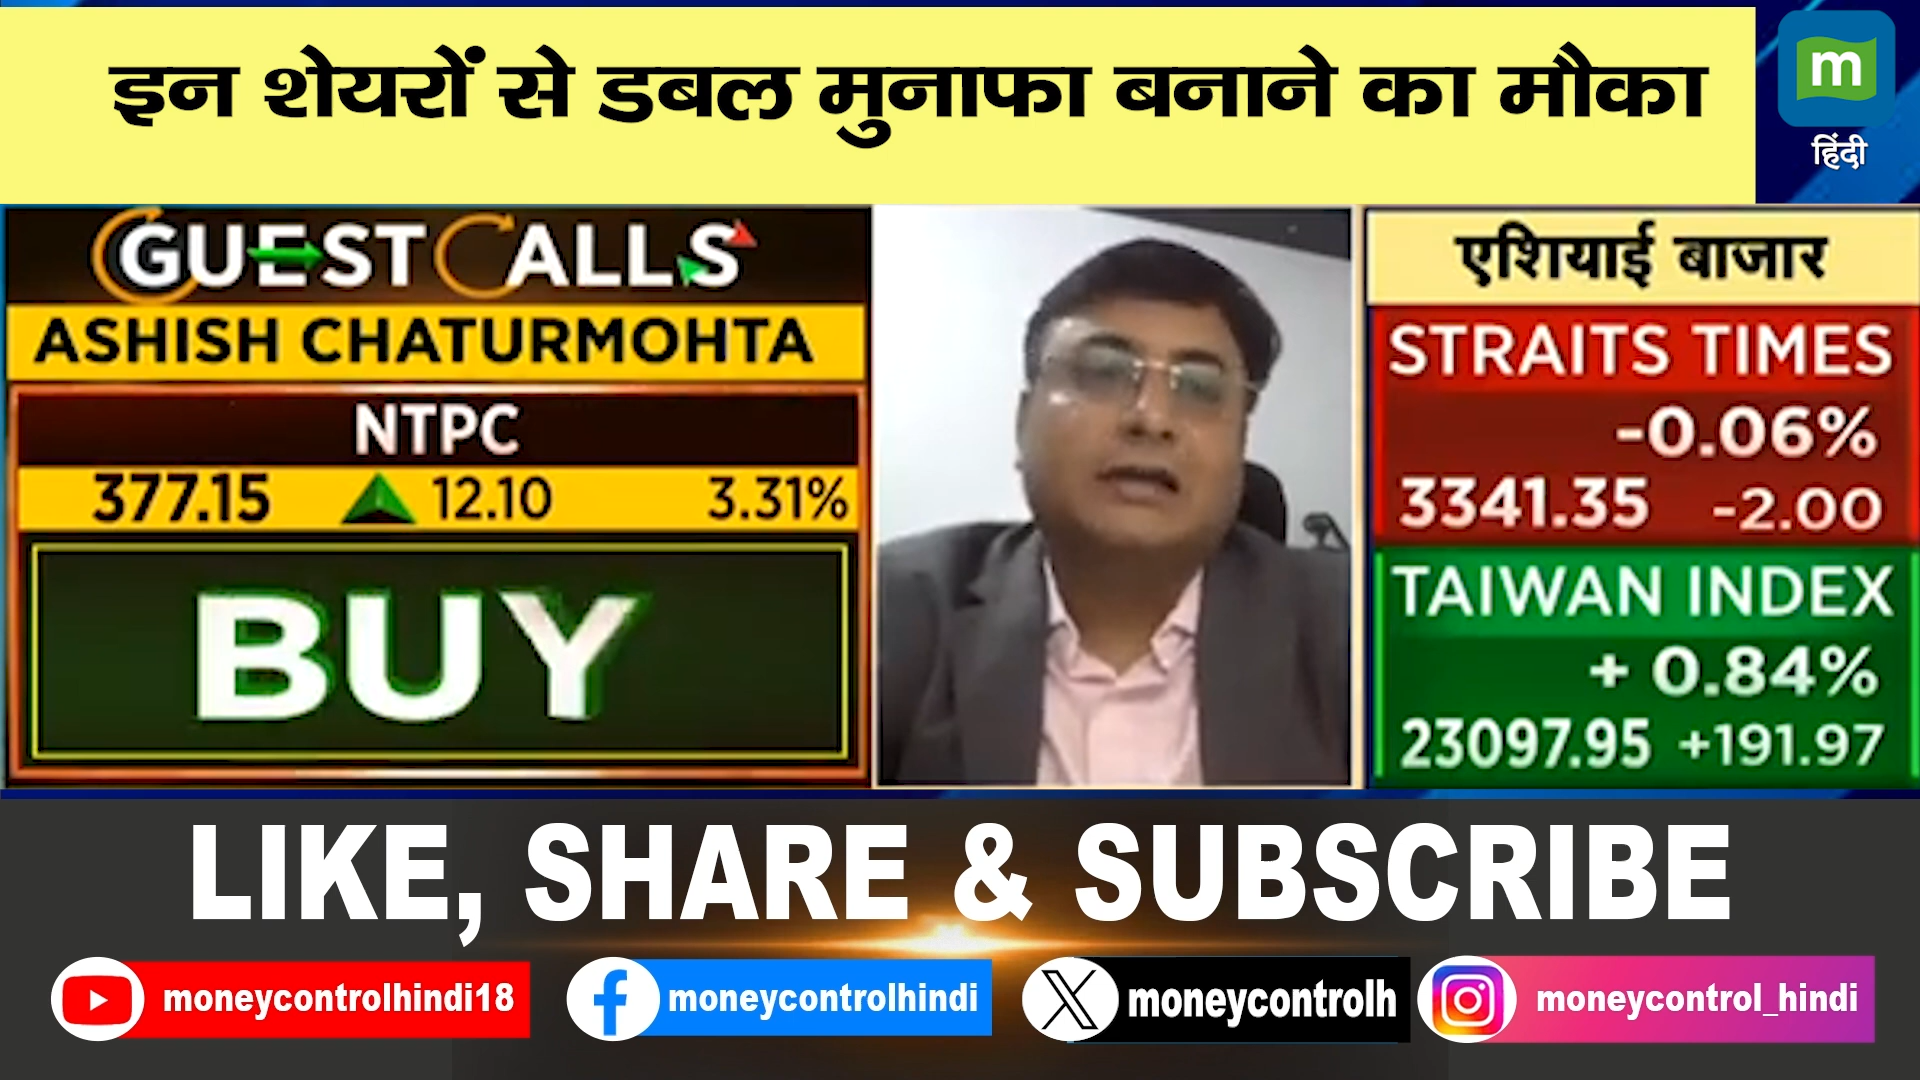 इन शेयरों से डबल मुनाफा बनाने का मौका
m
हिंदी
GUEST CALLS
ASHISH CHATURMOHTA
NTPC
377.15 12.10 3.31%
BUY
एशियाई बाजार
STRAITS TIMES
-0.06%
3341.35 -2.00
TAIWAN INDEX
+ 0.84%
23097.95 +191.97
LIKE, SHARE & SUBSCRIBE
moneycontrolhindi18
moneycontrolhindi
moneycontrolh
moneycontrol_hindi